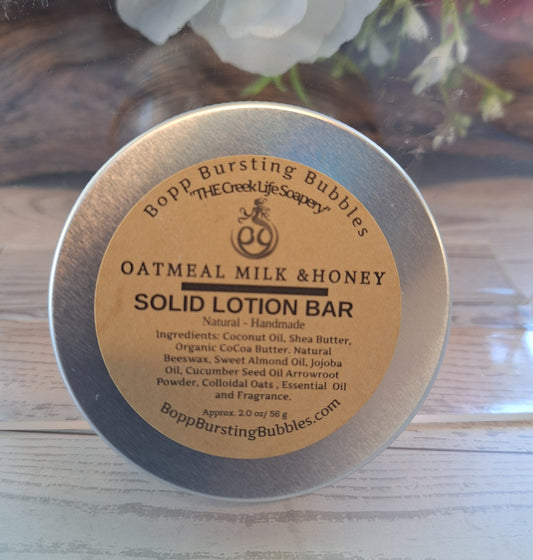 Bopp Bursting Bubbles
"THE Creek Life Soapery"
OATMEAL MILK &HONEY
SOLID LOTION BAR
Natural - Handmade
Ingredients: Coconut Oil, Shea Butter,
Organic CoCoa Butter. Natural
Beeswax, Sweet Almond Oil, Jojoba
Oil, Cucumber Seed Oil Arrowroot
Powder, Colloidal Oats , Essential Oil
and Fragrance.
Approx. 2.0 oz/ 56 g
BoppBurstingBubbles.com